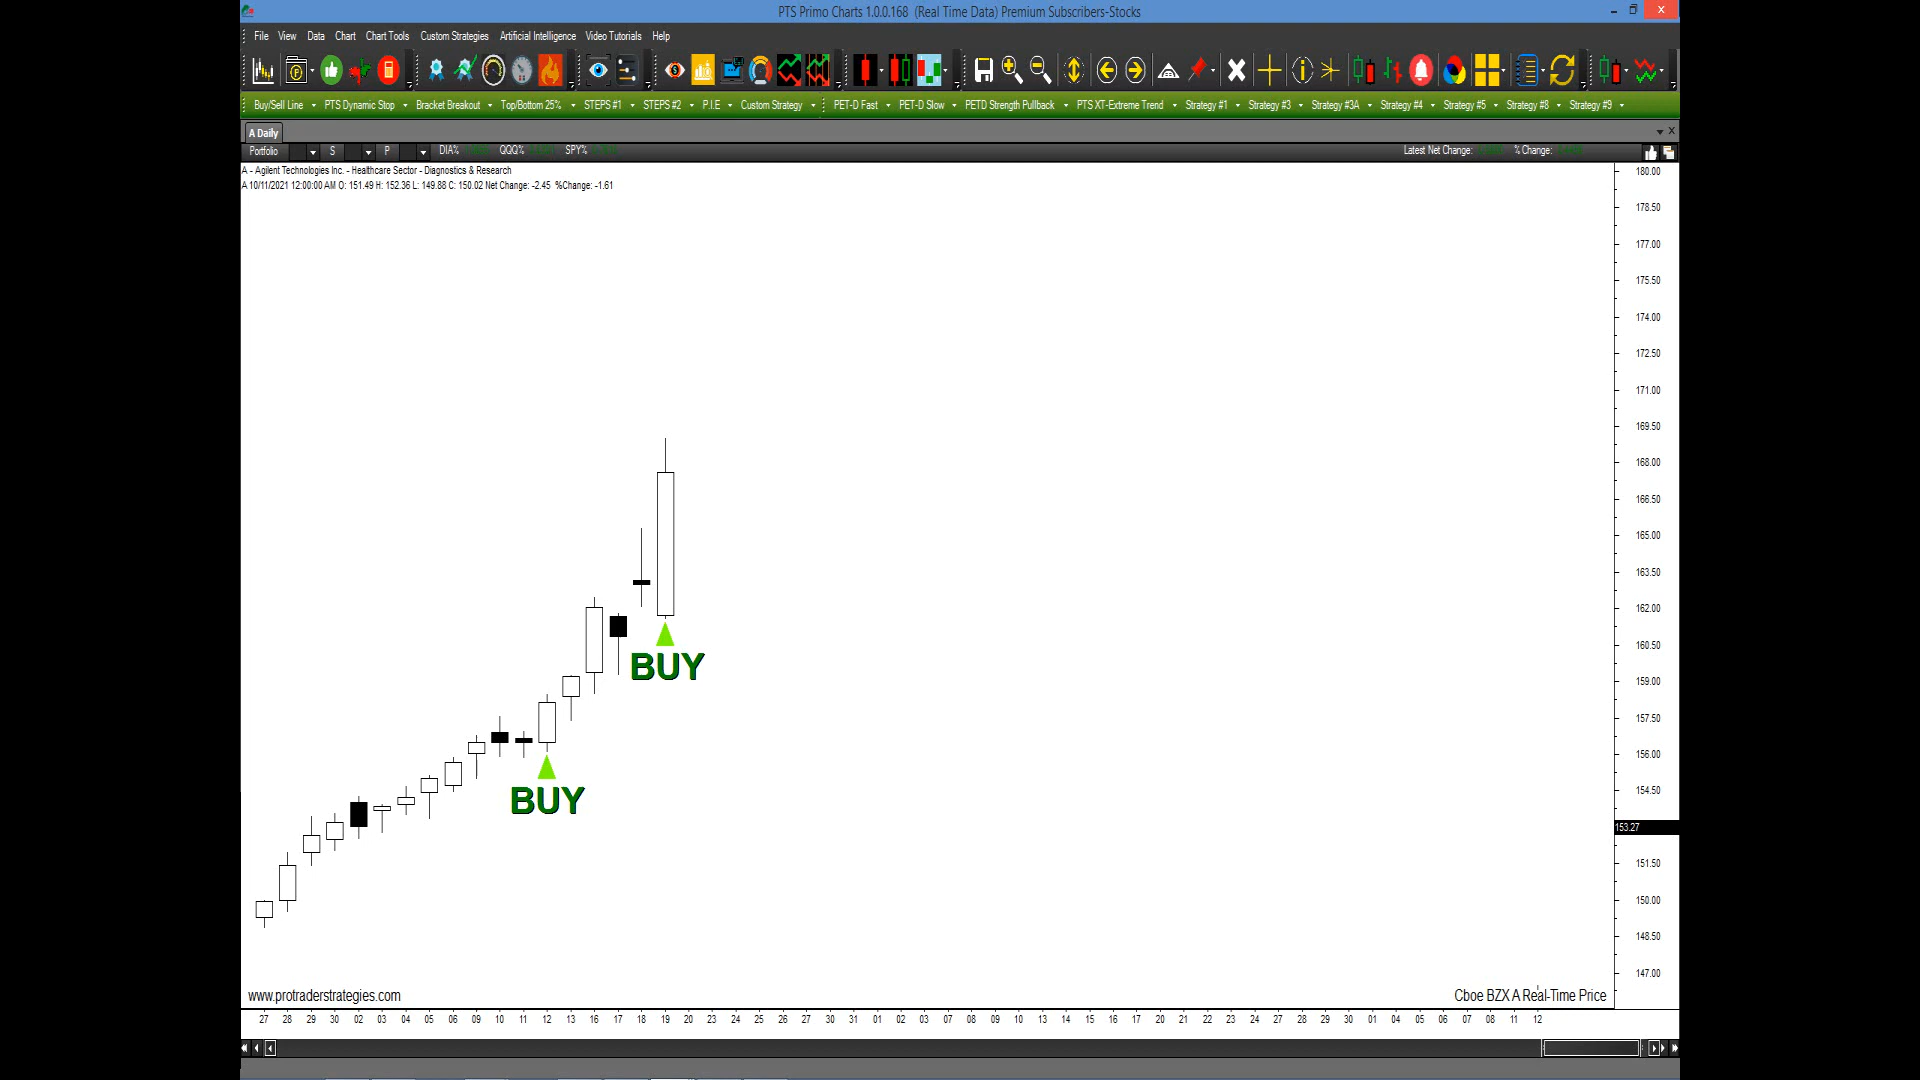 PTS Primo Charts 1.0.0.168 (Real Time Data) Premium Subscribers-Stocks
File View Data Chart Chart Tools Custom Strategies Artificial Intelligence Video Tutorials Help
Buy/Sell Line PTS Dynamic Stop Bracket Breakout Top/Bottom 25% STEPS #1 STEPS #2 P.I.E Custom Strategy PET-D Fast PET-D Slow PETD Strength Pullback PTS XT-Extreme Trend Strategy #1 Strategy #3 Strategy #3A Strategy #4 Strategy #5 Strategy #8 Strategy #9
A Daily
Portfolio S P DIA% QQQ% SPY% Latest Net Change: % Change:
A - Agilent Technologies Inc. - Healthcare Sector - Diagnostics & Research
A 10/11/2021 12:00:00 AM O: 151.49 H: 152.36 L: 149.88 C: 150.02 Net Change: -2.45 %Change: -1.61
180.00
178.50
177.00
175.50
174.00
172.50
171.00
169.50
168.00
166.50
165.00
163.50
162.00
160.50
159.00
157.50
156.00
154.50
153.27
151.50
150.00
148.50
147.00
BUY
BUY
www.protraderstrategies.com
Cboe BZX A Real-Time Price
27 28 29 30 02 03 04 05 06 09 10 11 12 13 16 17 18 19 20 23 24 25 26 27 30 31 01 02 03 07 08 09 10 13 14 15 16 17 20 21 22 23 24 27 28 29 30 01 04 05 06 07 08 11 12